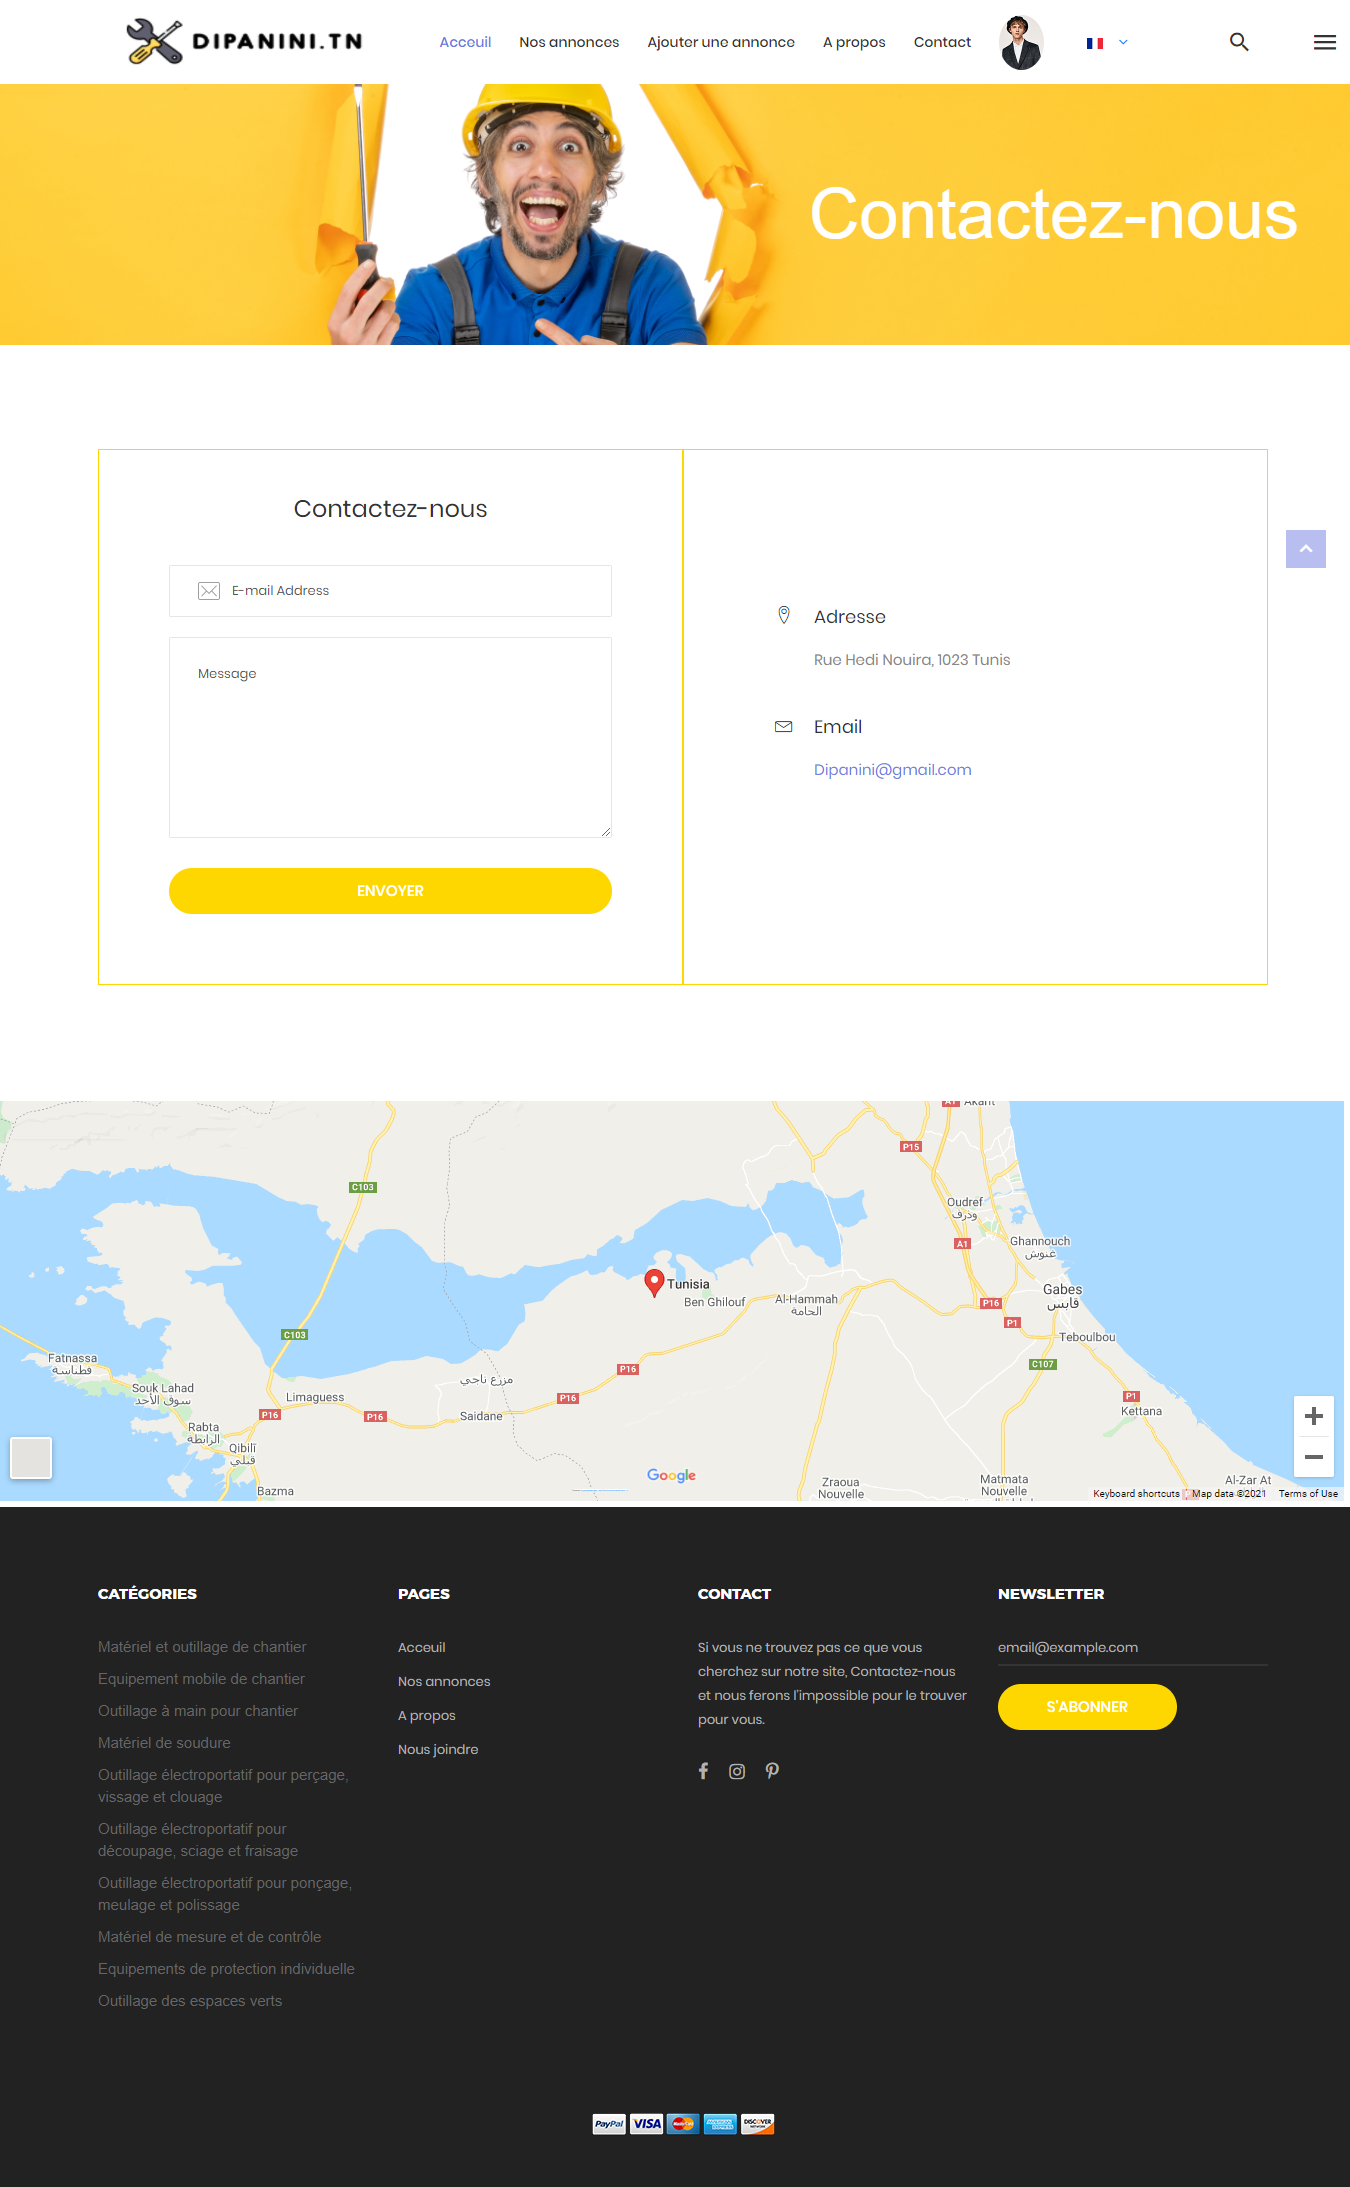 DIPANINI.TN
Acceuil
Nos annonces
Ajouter une annonce
A propos
Contact
Contactez-nous
Contactez-nous
E-mail Address
Message
ENVOYER
Adresse
Rue Hedi Nouira, 1023 Tunis
Email
Dipanini@gmail.com
A1
P15
C103
Oudref
وذرف
A1
Ghannouch
غنوش
Tunisia
Ben Ghilouf
Al-Hammah
الحامة
Gabes
قابس
P16
P1
C103
Teboulbou
Fatnassa
فطناسة
P16
C107
Souk Lahad
سوق الأحد
Limaguess
مزرع ناجي
P16
P1
Kettana
P16
P16
Saidane
Rabta
الرابطة
Qibilī
قبلي
Bazma
Google
Zraoua
Nouvelle
Matmata
Nouvelle
Al-Zar At
Keyboard shortcuts
Map data ©2021
Terms of Use
CATÉGORIES
Matériel et outillage de chantier
Equipement mobile de chantier
Outillage à main pour chantier
Matériel de soudure
Outillage électroportatif pour perçage,
vissage et clouage
Outillage électroportatif pour
découpage, sciage et fraisage
Outillage électroportatif pour ponçage,
meulage et polissage
Matériel de mesure et de contrôle
Equipements de protection individuelle
Outillage des espaces verts
PAGES
Acceuil
Nos annonces
A propos
Nous joindre
CONTACT
Si vous ne trouvez pas ce que vous
cherchez sur notre site, Contactez-nous
et nous ferons l'impossible pour le trouver
pour vous.
NEWSLETTER
email@example.com
S'ABONNER
PayPal
VISA
MasterCard
AMERICAN EXPRESS
DISCOVER